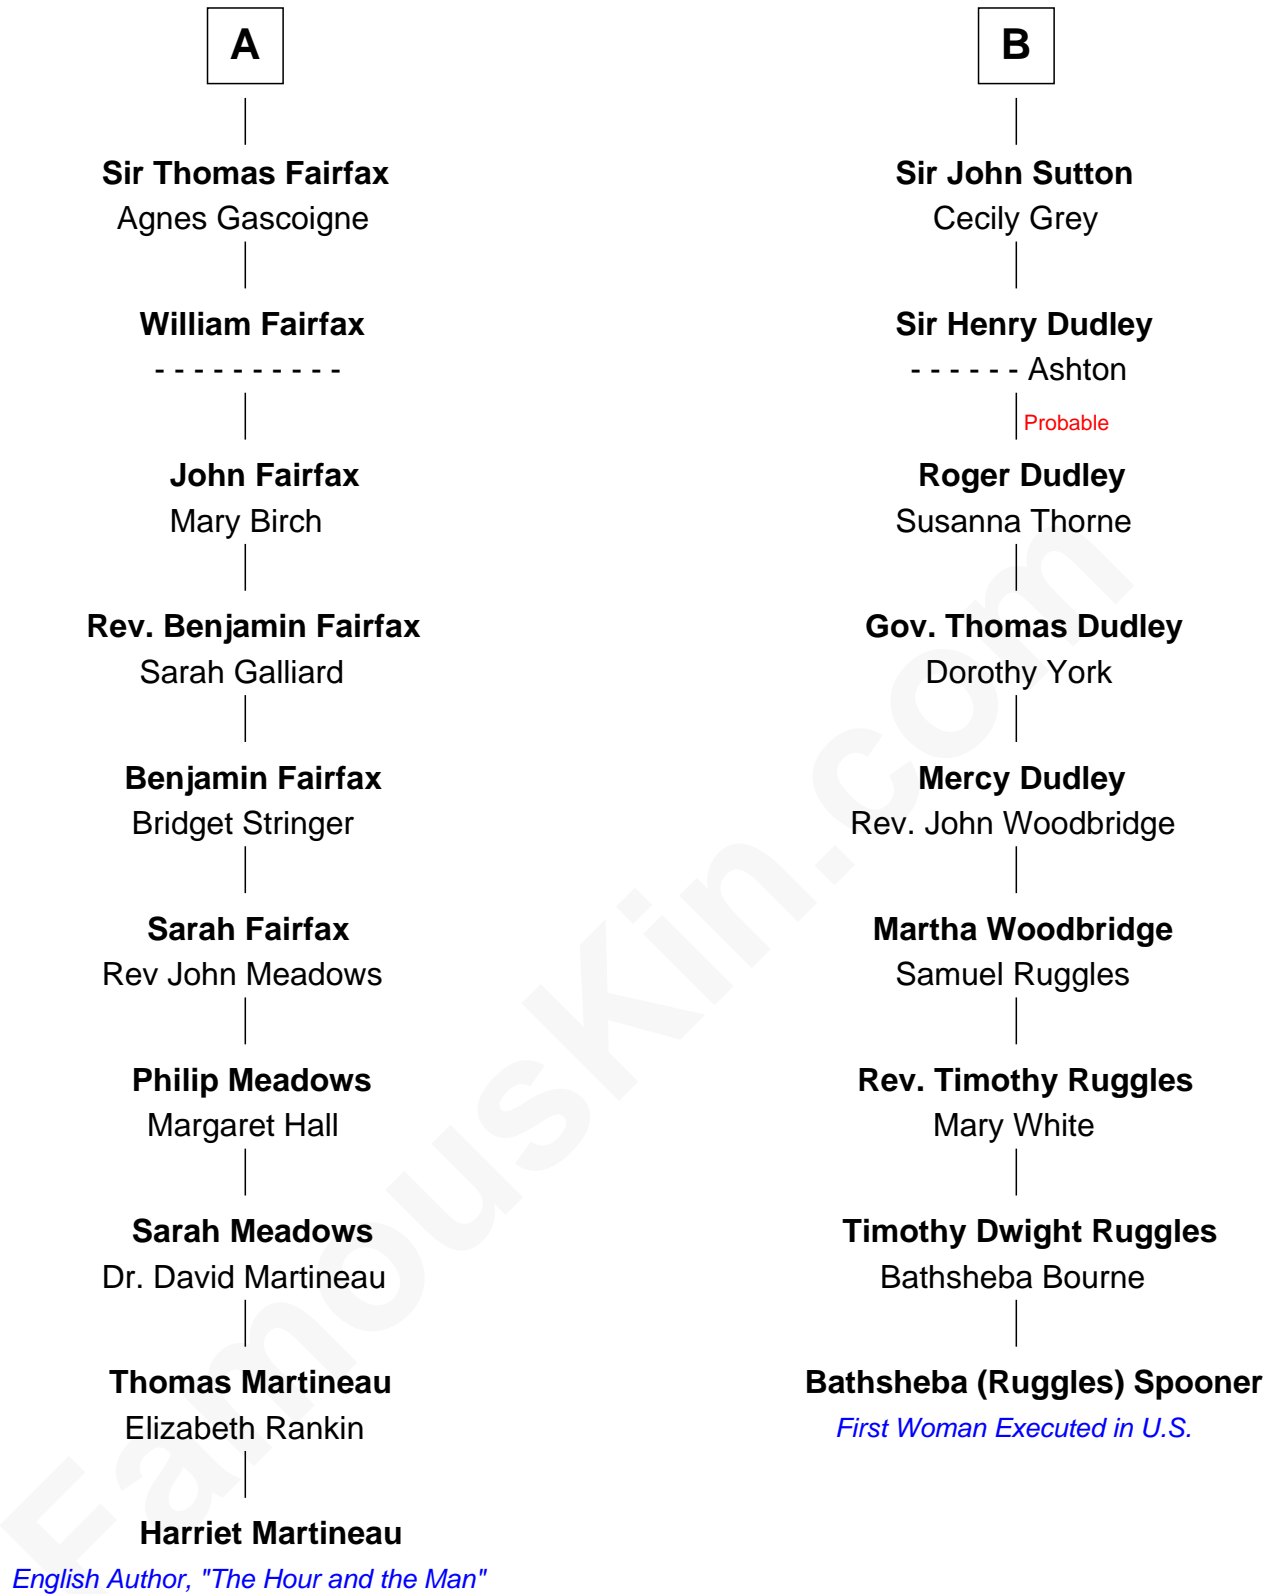 A
Sir Thomas Fairfax
Agnes Gascoigne
William Fairfax
- - - - - - - - - -
John Fairfax
Mary Birch
Rev. Benjamin Fairfax
Sarah Galliard
Benjamin Fairfax
Bridget Stringer
Sarah Fairfax
Rev John Meadows
Philip Meadows
Margaret Hall
Sarah Meadows
Dr. David Martineau
Thomas Martineau
Elizabeth Rankin
Harriet Martineau
English Author, "The Hour and the Man"
B
Sir John Sutton
Cecily Grey
Sir Henry Dudley
- - - - - - Ashton
Probable
Roger Dudley
Susanna Thorne
Gov. Thomas Dudley
Dorothy York
Mercy Dudley
Rev. John Woodbridge
Martha Woodbridge
Samuel Ruggles
Rev. Timothy Ruggles
Mary White
Timothy Dwight Ruggles
Bathsheba Bourne
Bathsheba (Ruggles) Spooner
First Woman Executed in U.S.
FamousKin.com